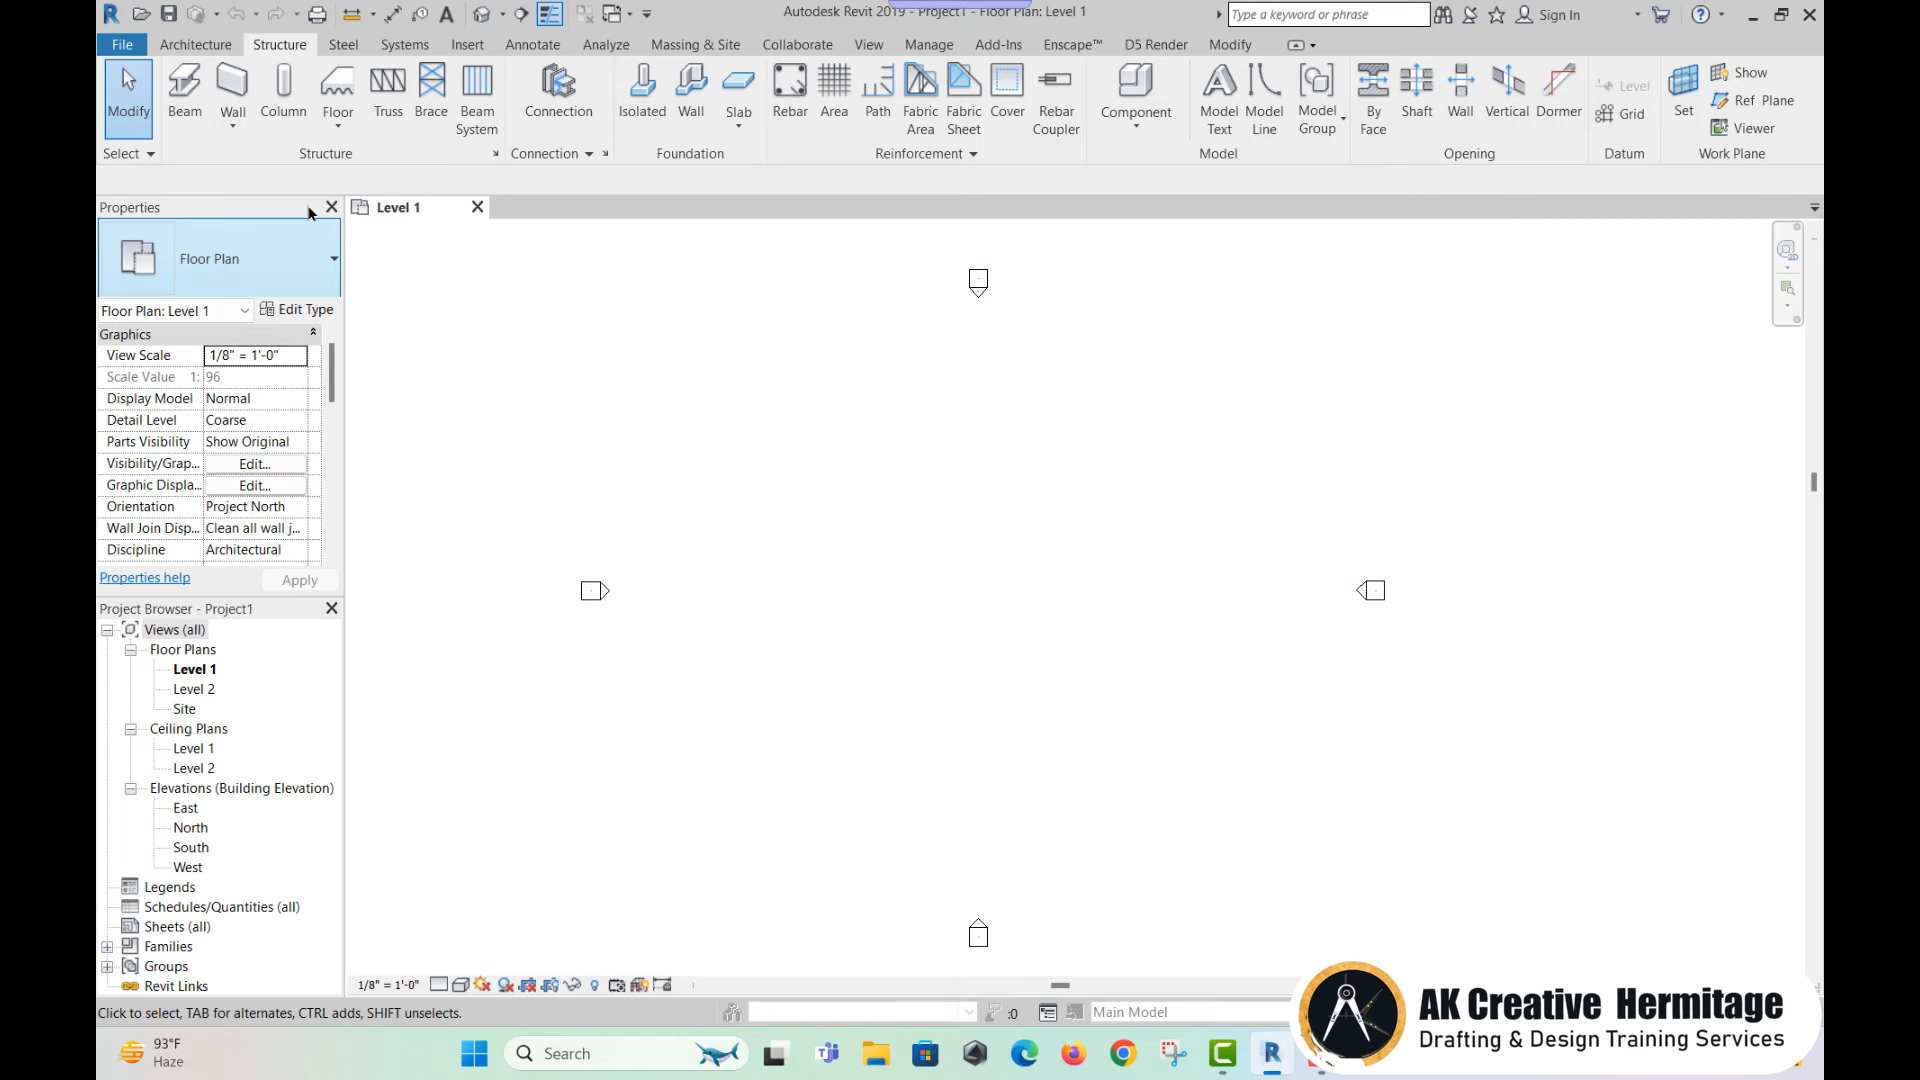 Autodesk Revit 2019 - Project1 - Floor Plan: Level 1
Type a keyword or phrase
Sign In
File Architecture Structure Steel Systems Insert Annotate Analyze Massing & Site Collaborate View Manage Add-Ins Enscape™ D5 Render Modify
Modify Beam Wall Column Floor Truss Brace Beam System Connection Isolated Wall Slab Rebar Area Path Fabric Area Fabric Sheet Cover Rebar Coupler Component Model Text Model Line Model Group By Face Shaft Wall Vertical Dormer Level Grid Set Show Ref Plane Viewer
Select Structure Connection Foundation Reinforcement Model Opening Datum Work Plane
Properties
Level 1
Floor Plan
Floor Plan: Level 1 Edit Type
Graphics
View Scale 1/8" = 1'-0"
Scale Value 1: 96
Display Model Normal
Detail Level Coarse
Parts Visibility Show Original
Visibility/Grap... Edit...
Graphic Displa... Edit...
Orientation Project North
Wall Join Disp... Clean all wall j...
Discipline Architectural
Properties help Apply
Project Browser - Project1
Views (all)
Floor Plans
Level 1
Level 2
Site
Ceiling Plans
Level 1
Level 2
Elevations (Building Elevation)
East
North
South
West
Legends
Schedules/Quantities (all)
Sheets (all)
Families
Groups
Revit Links
1/8" = 1'-0"
Click to select, TAB for alternates, CTRL adds, SHIFT unselects.
:0
Main Model
93°F
Haze
Search
AK Creative Hermitage
Drafting & Design Training Services